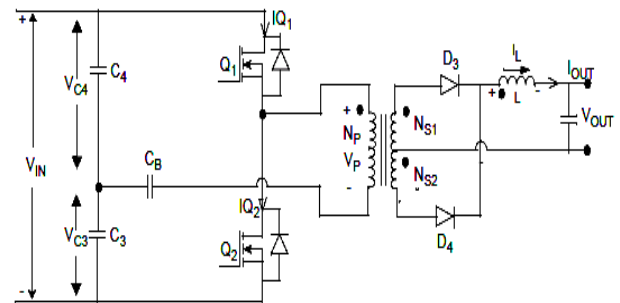 +
IQ1
D3
IL
IOUT
VC4
C4
Q1
+
-
L
+
NP
NS1
VOUT
VIN
CB
VP
NS2
-
VC3
C3
IQ2
Q2
D4
-